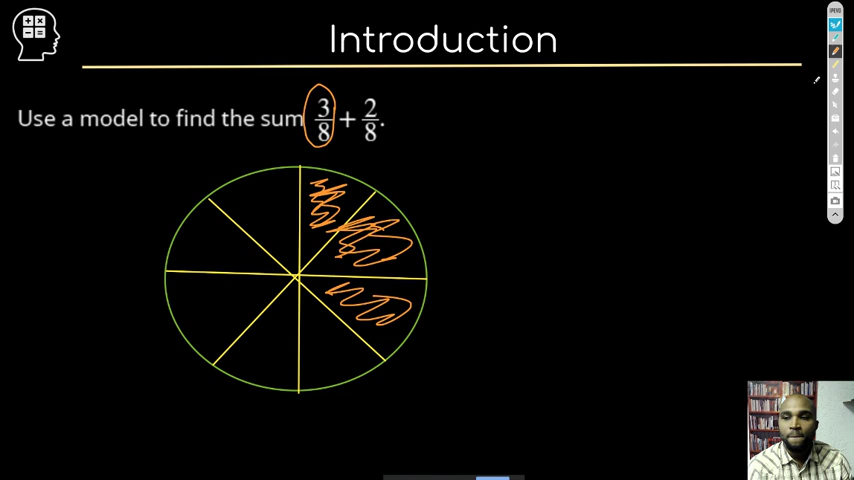 Introduction
Use a model to find the sum 3/8 + 2/8.